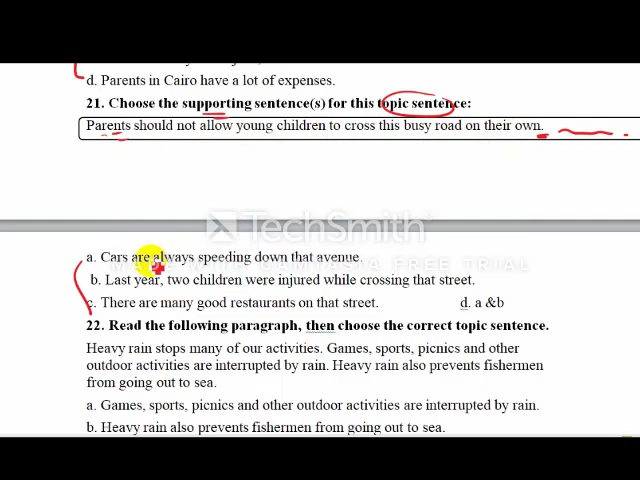 d. Parents in Cairo have a lot of expenses.
21. Choose the supporting sentence(s) for this topic sentence:
Parents should not allow young children to cross this busy road on their own.
TechSmith
MADE WITH CAMTASIA FREE TRIAL
a. Cars are always speeding down that avenue.
b. Last year, two children were injured while crossing that street.
c. There are many good restaurants on that street. d. a &b
22. Read the following paragraph, then choose the correct topic sentence.
Heavy rain stops many of our activities. Games, sports, picnics and other
outdoor activities are interrupted by rain. Heavy rain also prevents fishermen
from going out to sea.
a. Games, sports, picnics and other outdoor activities are interrupted by rain.
b. Heavy rain also prevents fishermen from going out to sea.